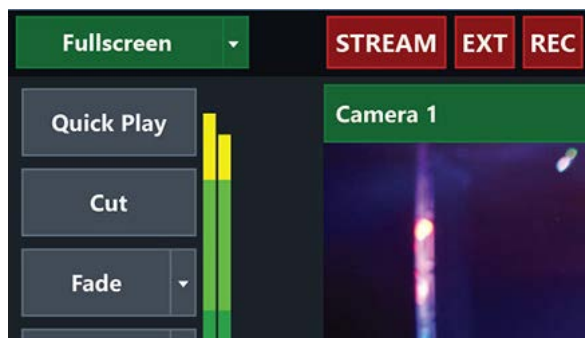 Fullscreen
STREAM EXT REC
Quick Play
Camera 1
Cut
Fade